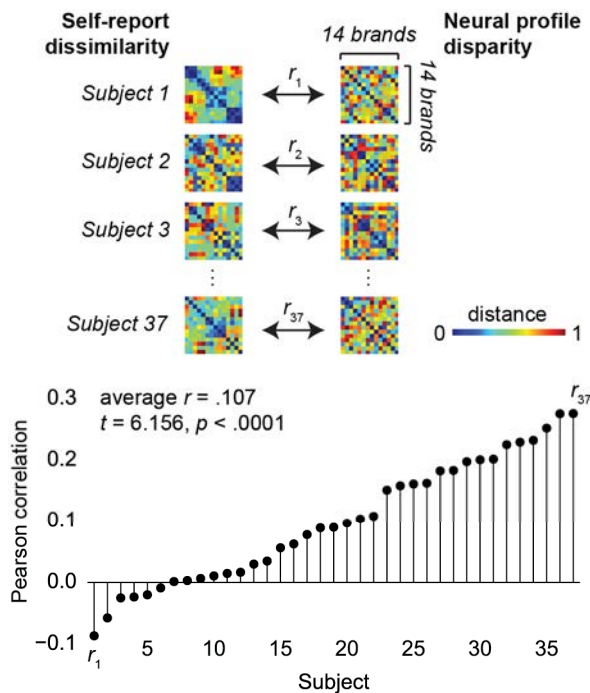 Self-report
dissimilarity
14 brands
Neural profile
disparity
Subject 1
r1
14 brands
Subject 2
r2
Subject 3
r3
⋮
⋮
Subject 37
r37
distance
0
1
average r = .107
t = 6.156, p < .0001
r37
Pearson correlation
0.3
0.2
0.1
0.0
−0.1
r1
5
10
15
20
25
30
35
Subject